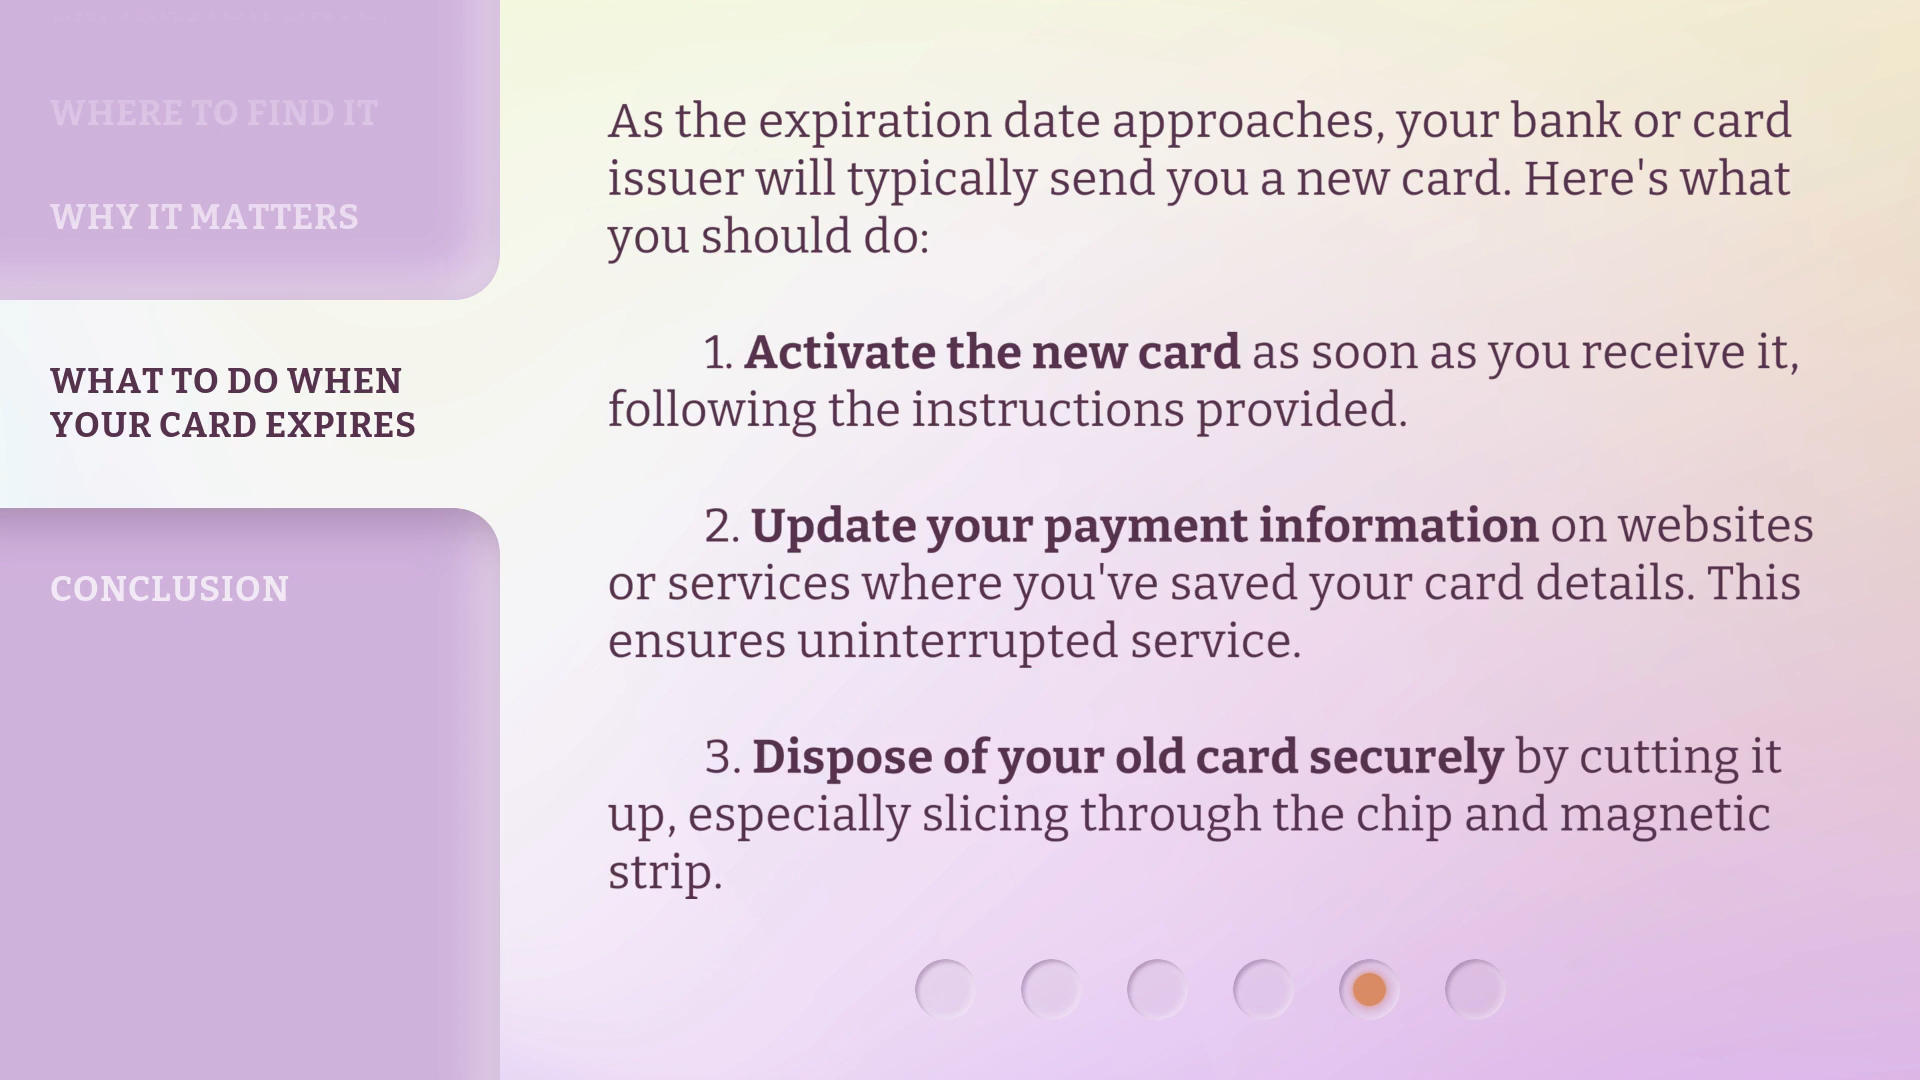 WHERE TO FIND IT
WHY IT MATTERS
WHAT TO DO WHEN
YOUR CARD EXPIRES
CONCLUSION
As the expiration date approaches, your bank or card
issuer will typically send you a new card. Here's what
you should do:
1. Activate the new card as soon as you receive it,
following the instructions provided.
2. Update your payment information on websites
or services where you've saved your card details. This
ensures uninterrupted service.
3. Dispose of your old card securely by cutting it
up, especially slicing through the chip and magnetic
strip.